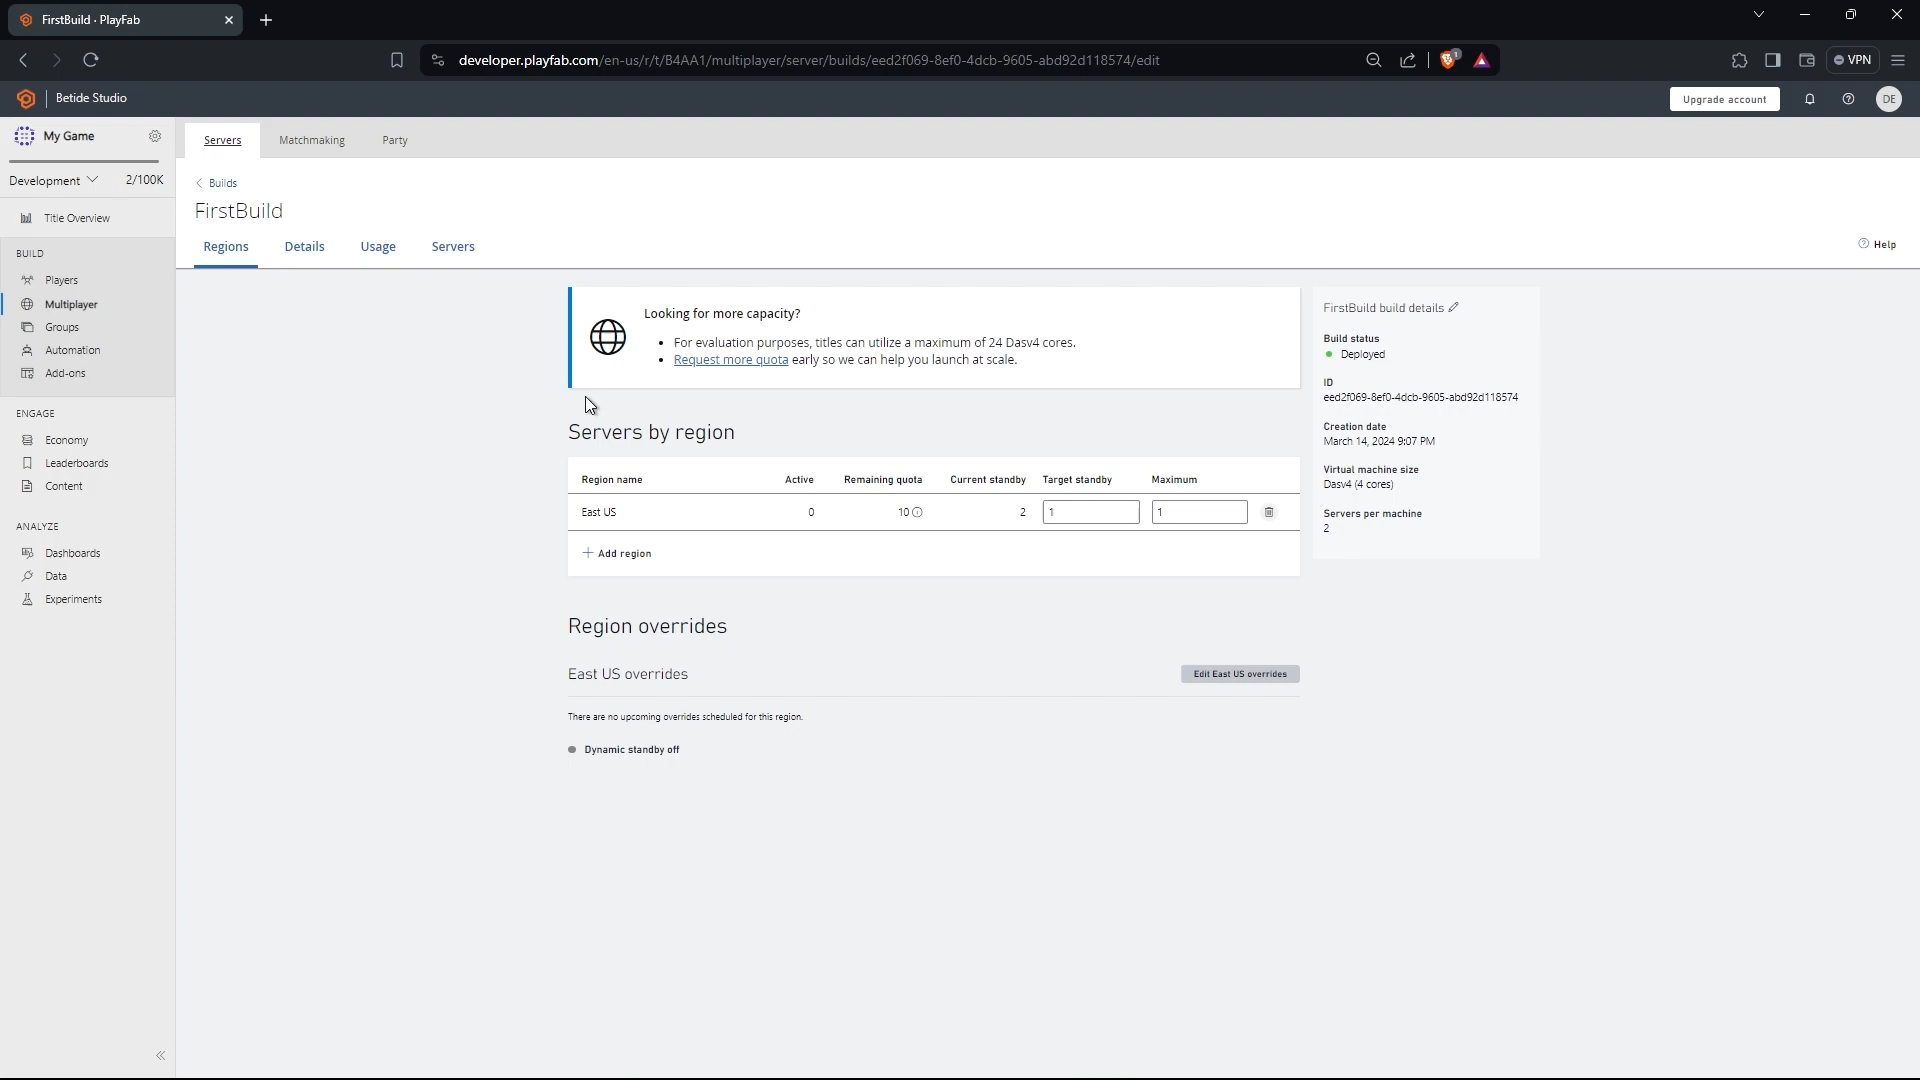 FirstBuild · PlayFab
developer.playfab.com/en-us/r/t/B4AA1/multiplayer/server/builds/eed2f069-8ef0-4dcb-9605-abd92d118574/edit
1
VPN
Betide Studio
Upgrade account
DE
My Game
Servers
Matchmaking
Party
Development
2/100K
Builds
FirstBuild
Title Overview
Regions
Details
Usage
Servers
Help
BUILD
Players
Multiplayer
Groups
Automation
Add-ons
ENGAGE
Economy
Leaderboards
Content
ANALYZE
Dashboards
Data
Experiments
Looking for more capacity?
• For evaluation purposes, titles can utilize a maximum of 24 Dasv4 cores.
• Request more quota early so we can help you launch at scale.
Servers by region
Region name Active Remaining quota Current standby Target standby Maximum
East US 0 10 2 1 1
Add region
Region overrides
East US overrides
Edit East US overrides
There are no upcoming overrides scheduled for this region.
Dynamic standby off
FirstBuild build details
Build status
Deployed
ID
eed2f069-8ef0-4dcb-9605-abd92d118574
Creation date
March 14, 2024 9:07 PM
Virtual machine size
Dasv4 (4 cores)
Servers per machine
2